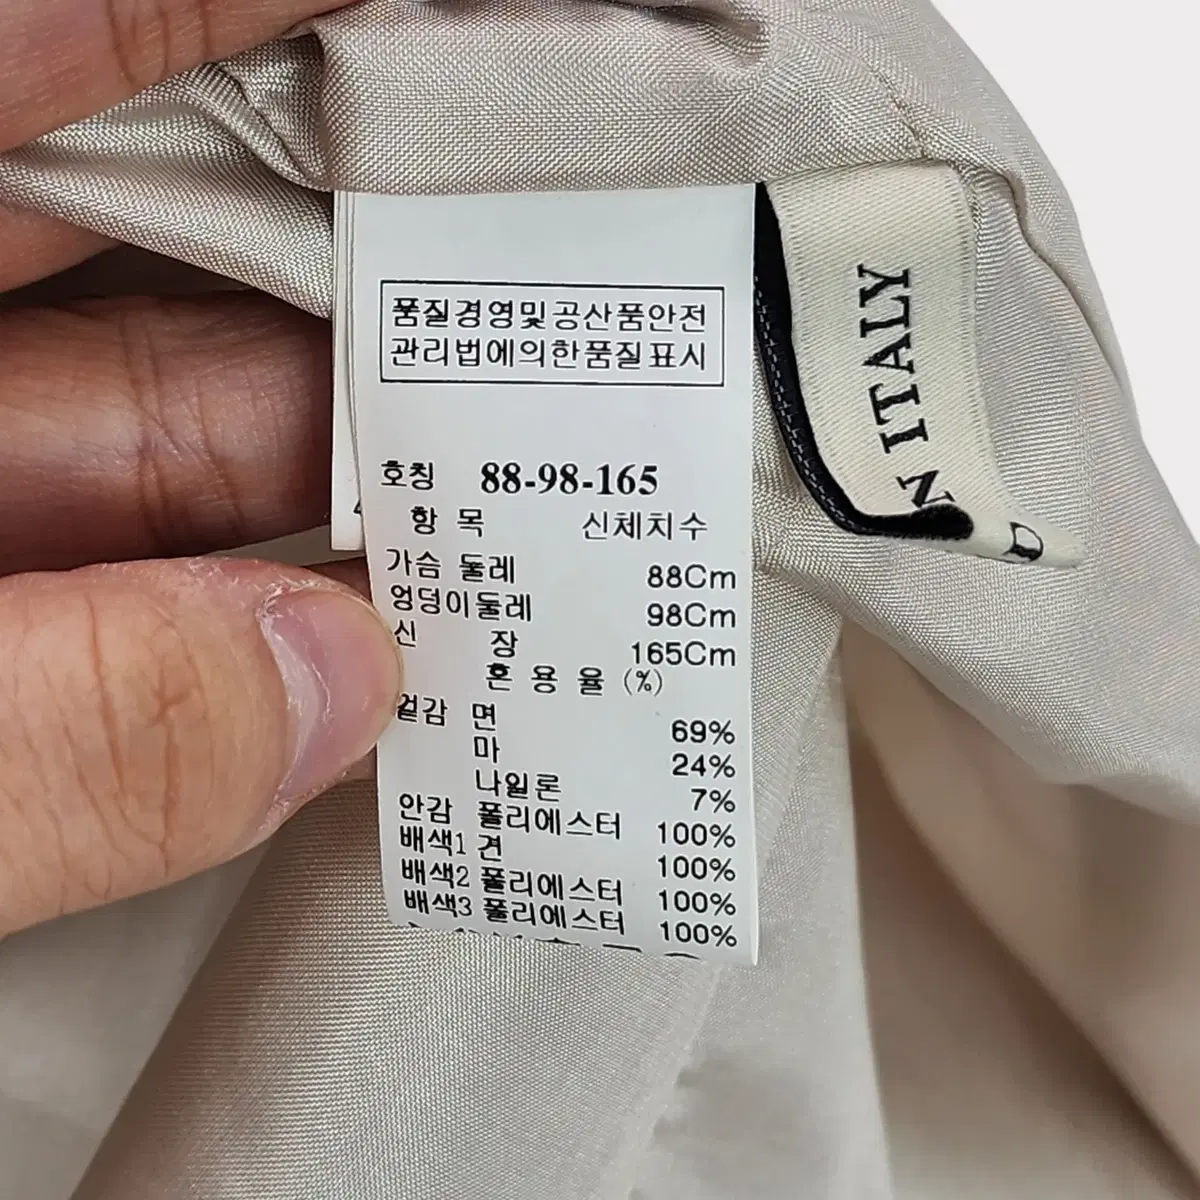 품질경영및공산품안전
관리법에의한품질표시
호칭 88-98-165
항 목 신체치수
가슴 둘레 88Cm
엉덩이둘레 98Cm
신 장 165Cm
혼 용 율 (%)
겉감 면 69%
마 24%
나일론 7%
안감 폴리에스터 100%
배색1 견 100%
배색2 폴리에스터 100%
배색3 폴리에스터 100%
N ITALY